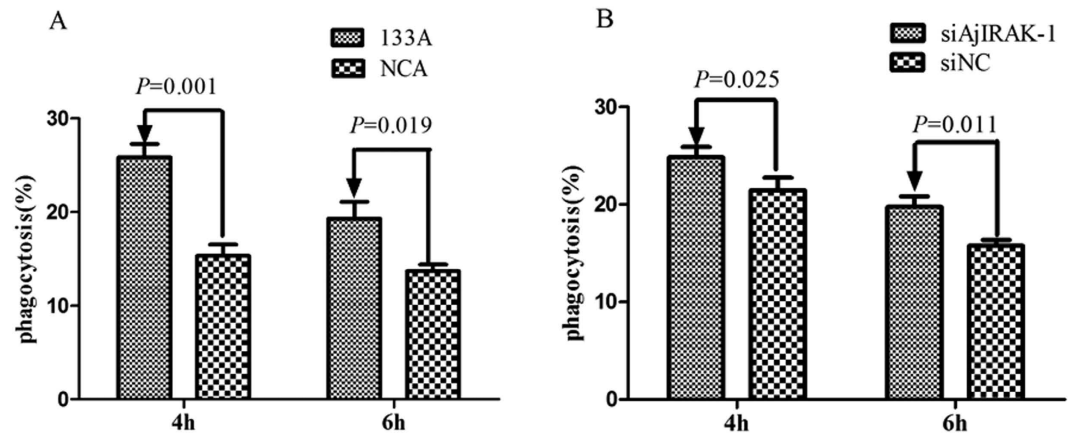 A
133A
NCA
P=0.001
P=0.019
phagocytosis(%)
30
20
10
0
4h
6h
B
siAjIRAK-1
siNC
P=0.025
P=0.011
phagocytosis(%)
30
20
10
0
4h
6h